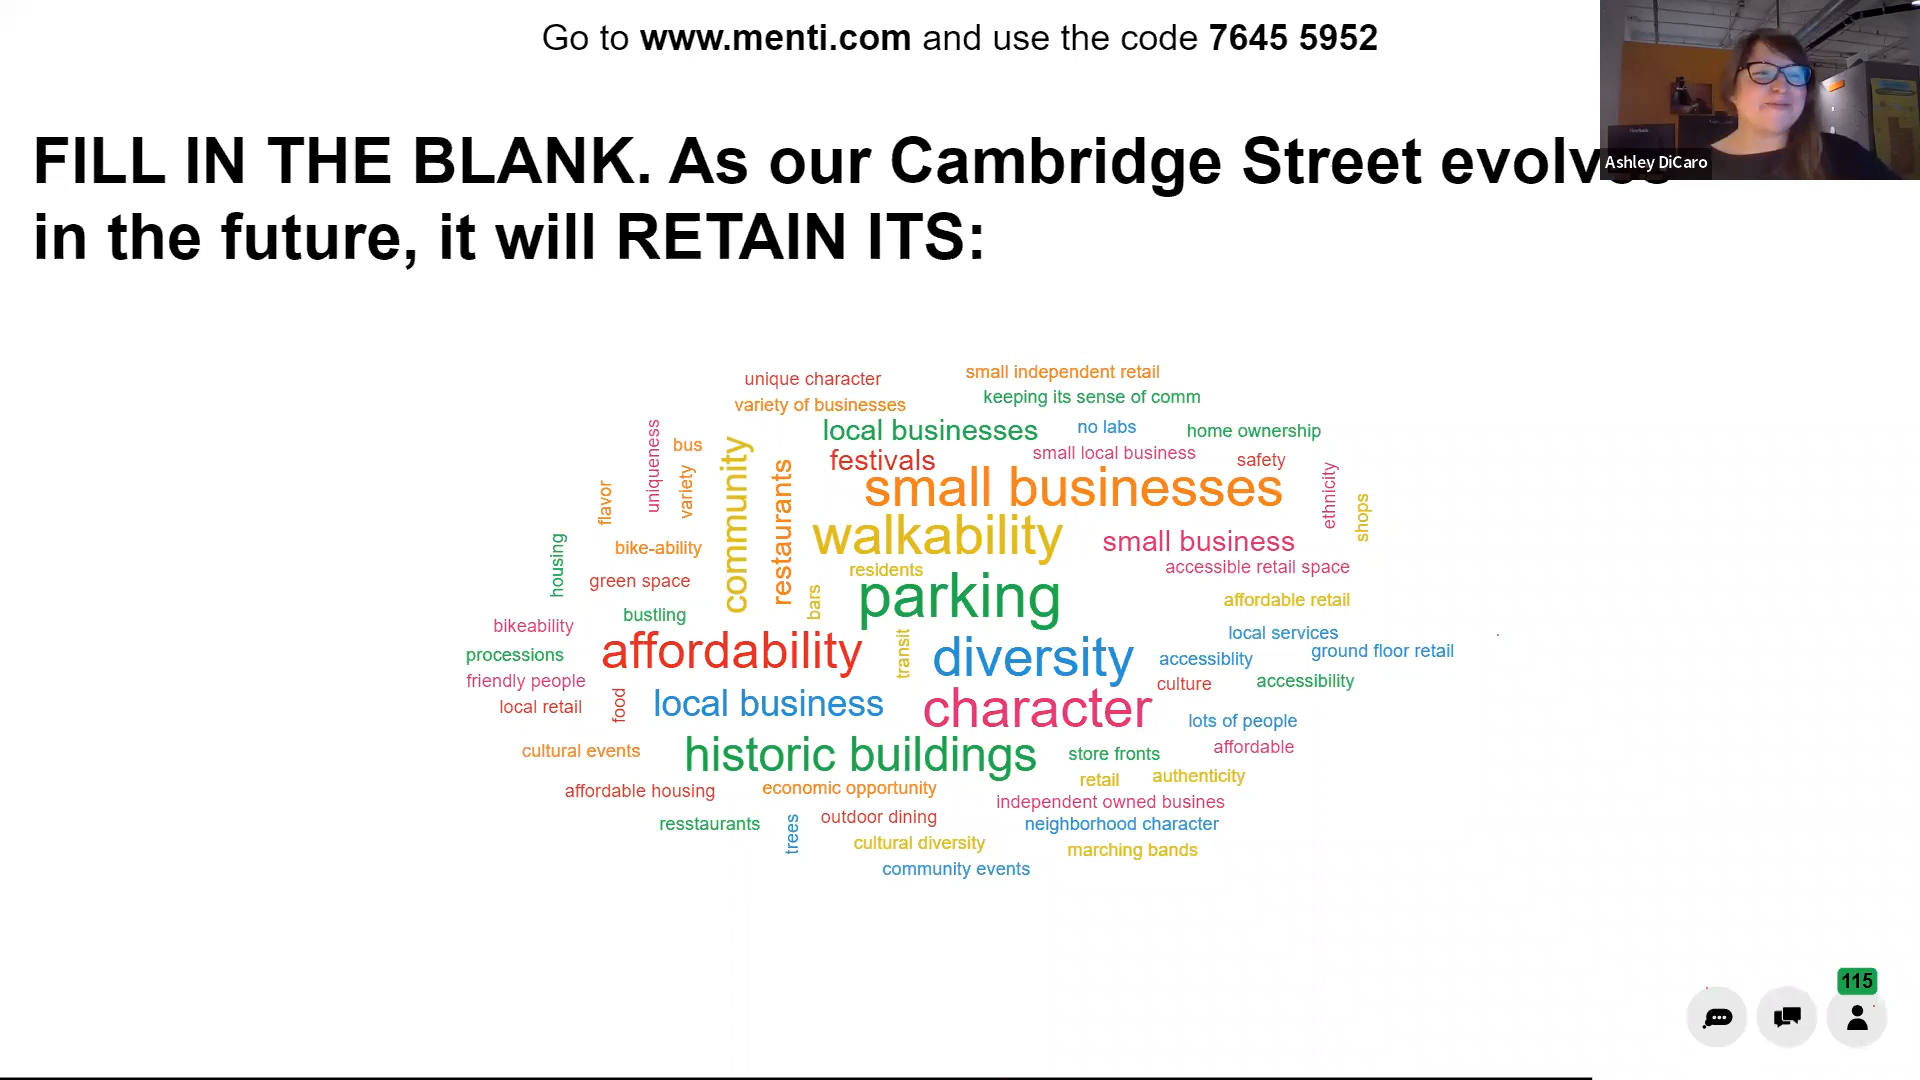 Go to www.menti.com and use the code 7645 5952
Ashley DiCaro
FILL IN THE BLANK. As our Cambridge Street evolves
in the future, it will RETAIN ITS:
unique character
small independent retail
variety of businesses
keeping its sense of comm
local businesses
no labs
home ownership
uniqueness
bus
community
festivals
small local business
safety
flavor
variety
restaurants
small businesses
ethnicity
shops
walkability
small business
housing
bike-ability
residents
accessible retail space
green space
bars
parking
affordable retail
bustling
bikeability
affordability
transit
diversity
local services
processions
accessiblity
ground floor retail
friendly people
culture
accessibility
local retail
food
local business
character
lots of people
cultural events
historic buildings
store fronts
affordable
retail
authenticity
affordable housing
economic opportunity
independent owned busines
resstaurants
trees
outdoor dining
neighborhood character
cultural diversity
marching bands
community events
115